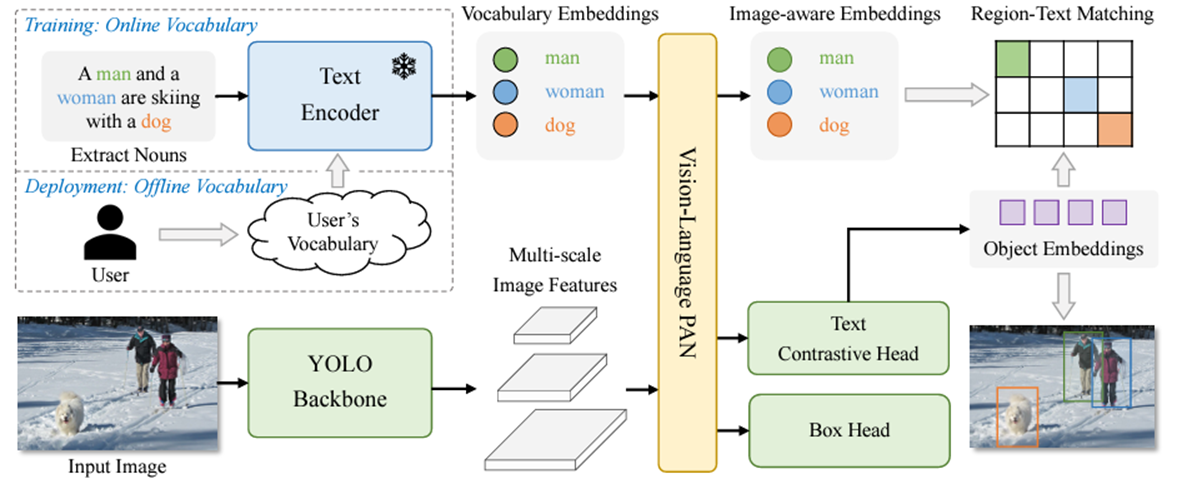 Training: Online Vocabulary
A man and a
woman are skiing
with a dog
Extract Nouns
Text
Encoder
Vocabulary Embeddings
man
woman
dog
Image-aware Embeddings
man
woman
dog
Region-Text Matching
Deployment: Offline Vocabulary
User
User's
Vocabulary
Multi-scale
Image Features
Vision-Language PAN
Object Embeddings
Text
Contrastive Head
Box Head
YOLO
Backbone
Input Image